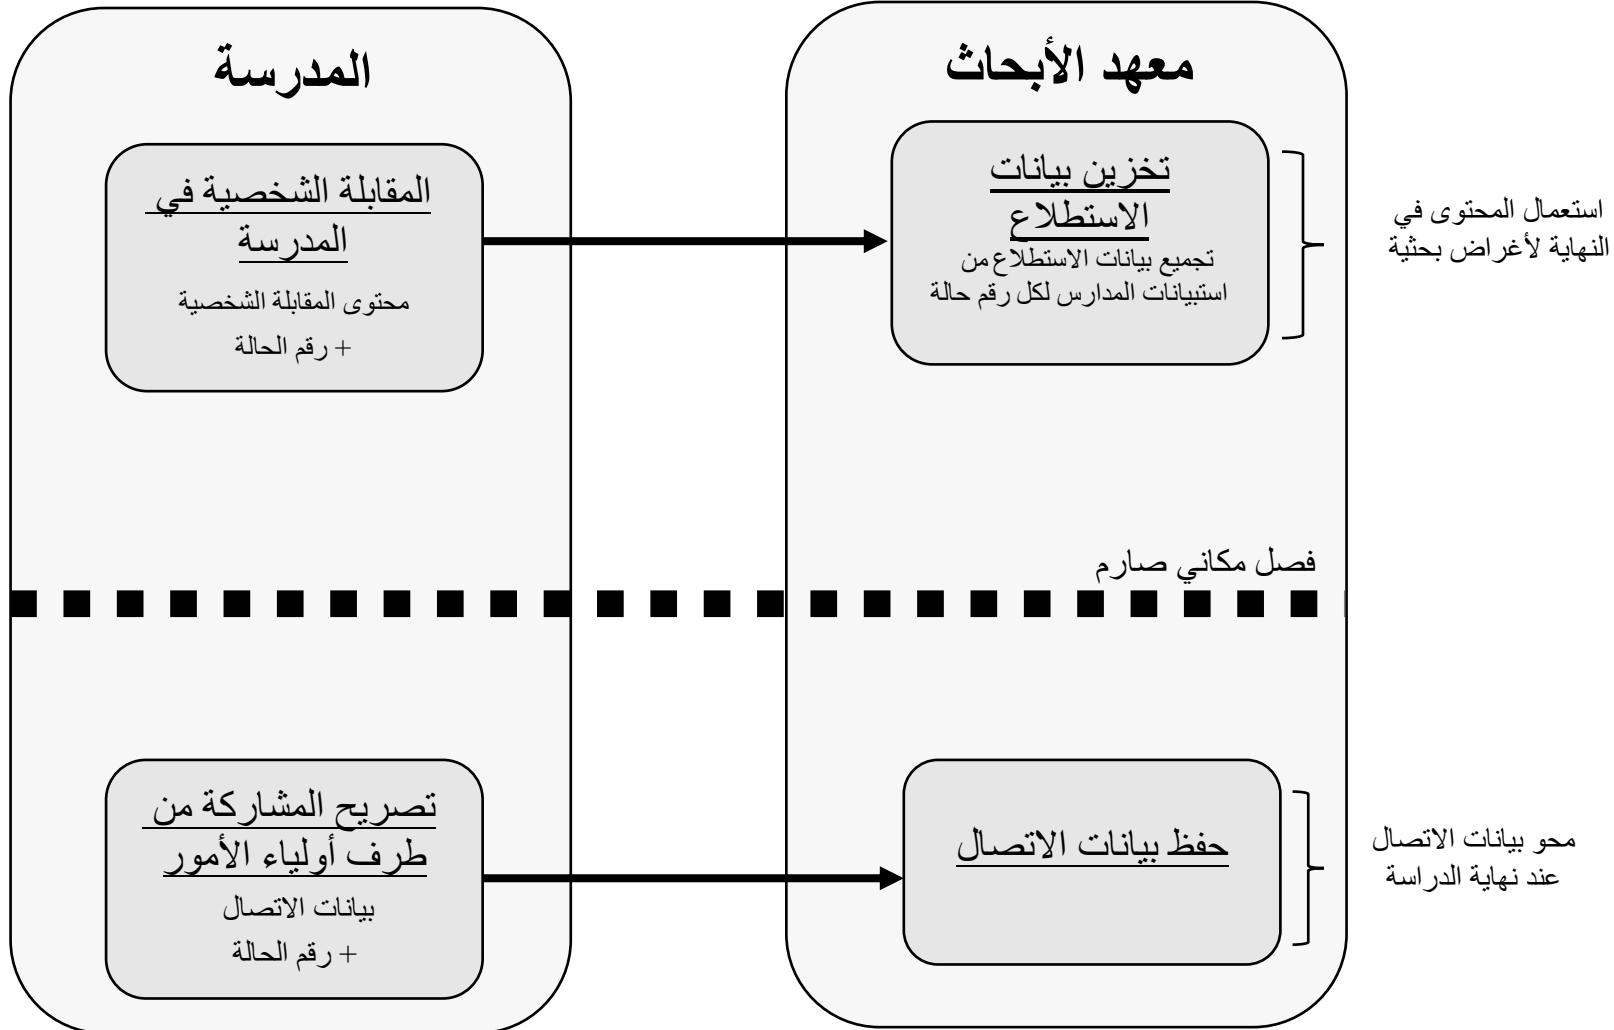 المدرسة
المقابلة الشخصية في
المدرسة
محتوى المقابلة الشخصية
+ رقم الحالة
معهد الأبحاث
تخزين بيانات
الاستطلاع
تجميع بيانات الاستطلاع من
استبيانات المدارس لكل رقم حالة
استعمال المحتوى في
النهاية لأغراض بحثية
فصل مكاني صارم
تصريح المشاركة من
طرف أولياء الأمور
بيانات الاتصال
+ رقم الحالة
حفظ بيانات الاتصال
محو بيانات الاتصال
عند نهاية الدراسة